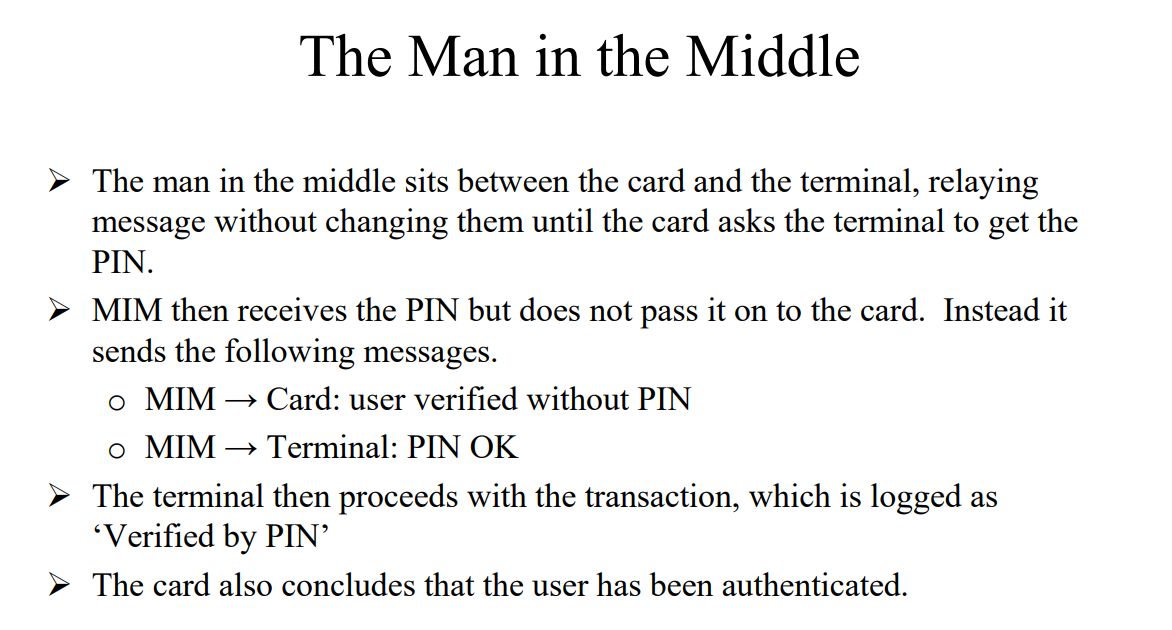 The Man in the Middle
➢ The man in the middle sits between the card and the terminal, relaying
message without changing them until the card asks the terminal to get the
PIN.
➢ MIM then receives the PIN but does not pass it on to the card.  Instead it
sends the following messages.
o MIM → Card: user verified without PIN
o MIM → Terminal: PIN OK
➢ The terminal then proceeds with the transaction, which is logged as
‘Verified by PIN’
➢ The card also concludes that the user has been authenticated.